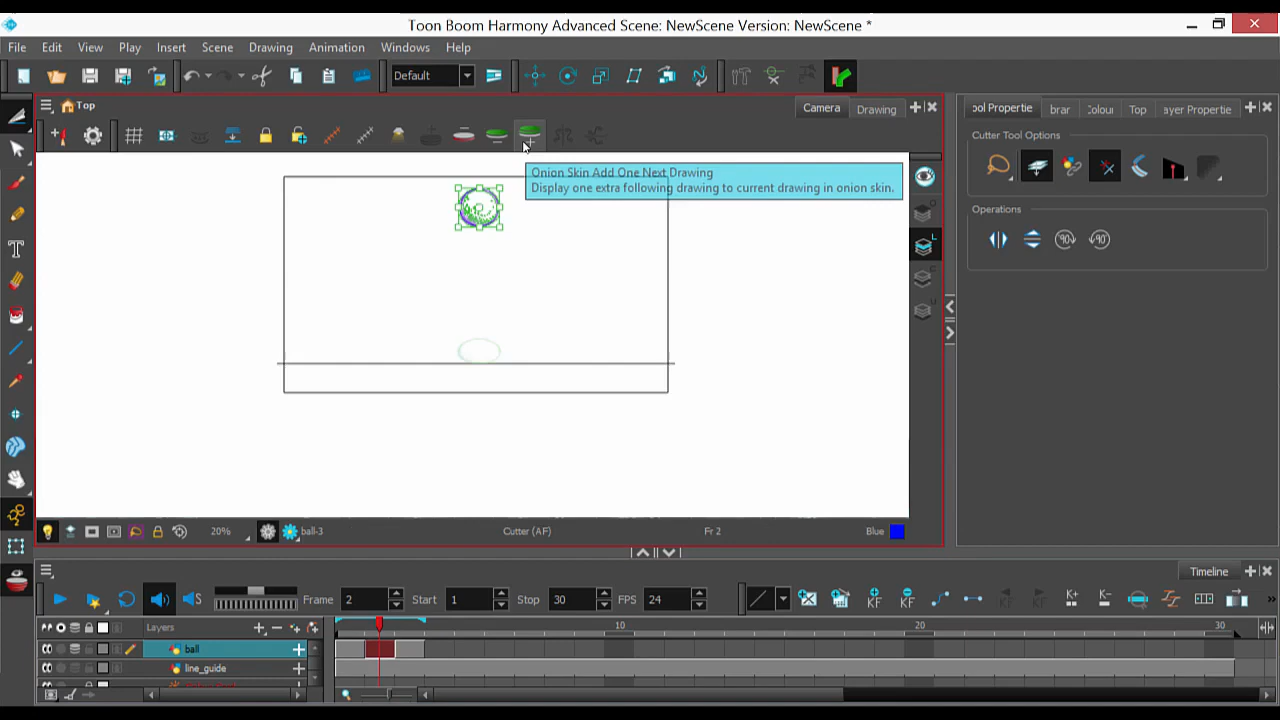 Toon Boom Harmony Advanced Scene: NewScene Version: NewScene *
File Edit View Play Insert Scene Drawing Animation Windows Help
Default
Top Camera Drawing
ool Propertie brar Colour Top ayer Propertie
Cutter Tool Options
Onion Skin Add One Next Drawing
Display one extra following drawing to current drawing in onion skin.
Operations
20% ball-3 Cutter (AF) Fr 2 Blue
Timeline
Frame 2 Start 1 Stop 30 FPS 24
Layers 10 20 30
ball
line_guide